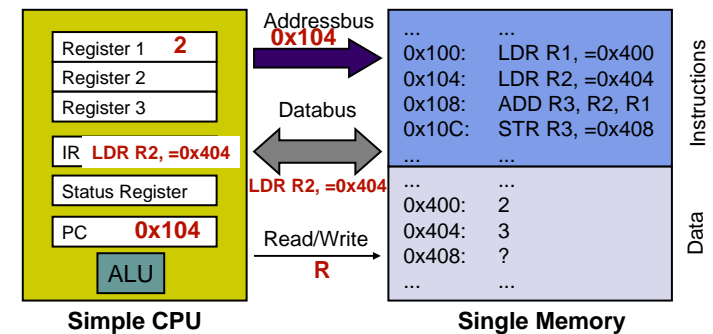 Register 1 2
Register 2
Register 3
IR LDR R2, =0x404
Status Register
PC 0x104
ALU
Simple CPU
Addressbus
0x104
Databus
LDR R2, =0x404
Read/Write
R
... ...
0x100: LDR R1, =0x400
0x104: LDR R2, =0x404
0x108: ADD R3, R2, R1
0x10C: STR R3, =0x408
... ...
Instructions
... ...
0x400: 2
0x404: 3
0x408: ?
... ...
Data
Single Memory